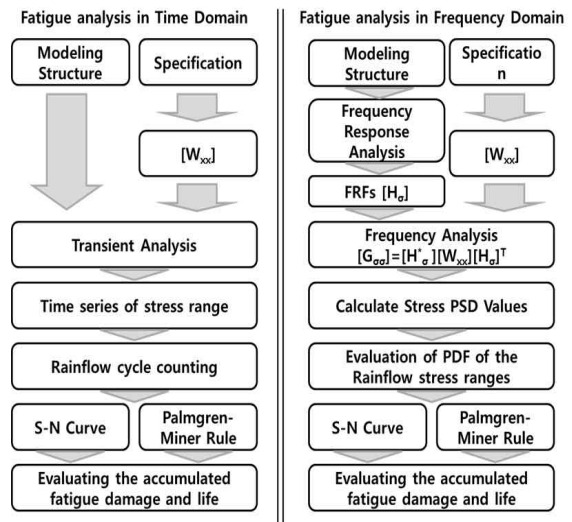 Fatigue analysis in Time Domain
Modeling
Structure
Specification
[Wxx]
Transient Analysis
Time series of stress range
Rainflow cycle counting
S-N Curve
Palmgren-
Miner Rule
Evaluating the accumulated
fatigue damage and life
Fatigue analysis in Frequency Domain
Modeling
Structure
Specificatio
n
Frequency
Response
Analysis
[Wxx]
FRFs [Hσ]
Frequency Analysis
[Gσσ]=[H*σ][Wxx][Hσ]T
Calculate Stress PSD Values
Evaluation of PDF of the
Rainflow stress ranges
S-N Curve
Palmgren-
Miner Rule
Evaluating the accumulated
fatigue damage and life